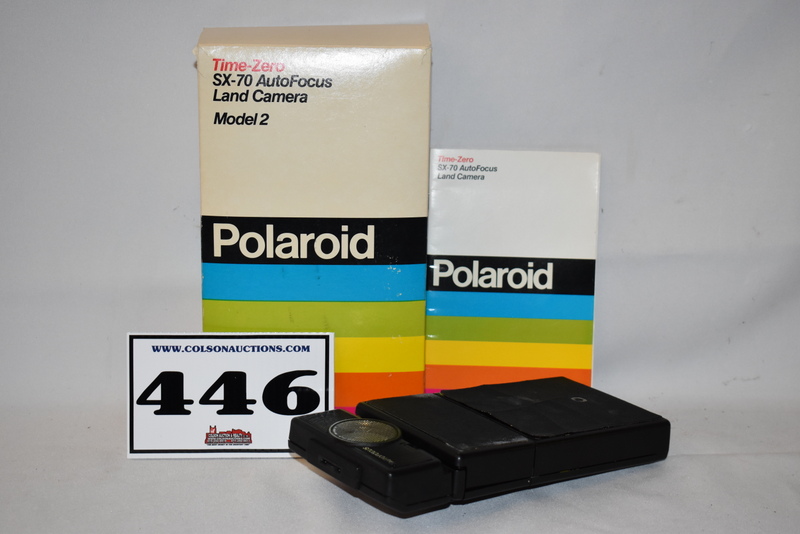 Time-Zero
SX-70 AutoFocus
Land Camera
Model 2
Polaroid
Time-Zero
SX-70 AutoFocus
Land Camera
Polaroid
WWW.COLSONAUCTIONS.COM
446